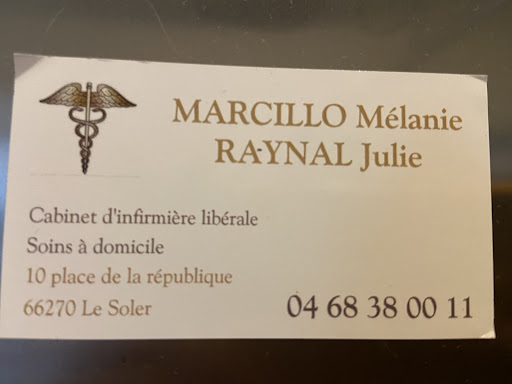 MARCILLO Mélanie
RAYNAL Julie
Cabinet d'infirmière libérale
Soins à domicile
10 place de la république
66270 Le Soler
04 68 38 00 11